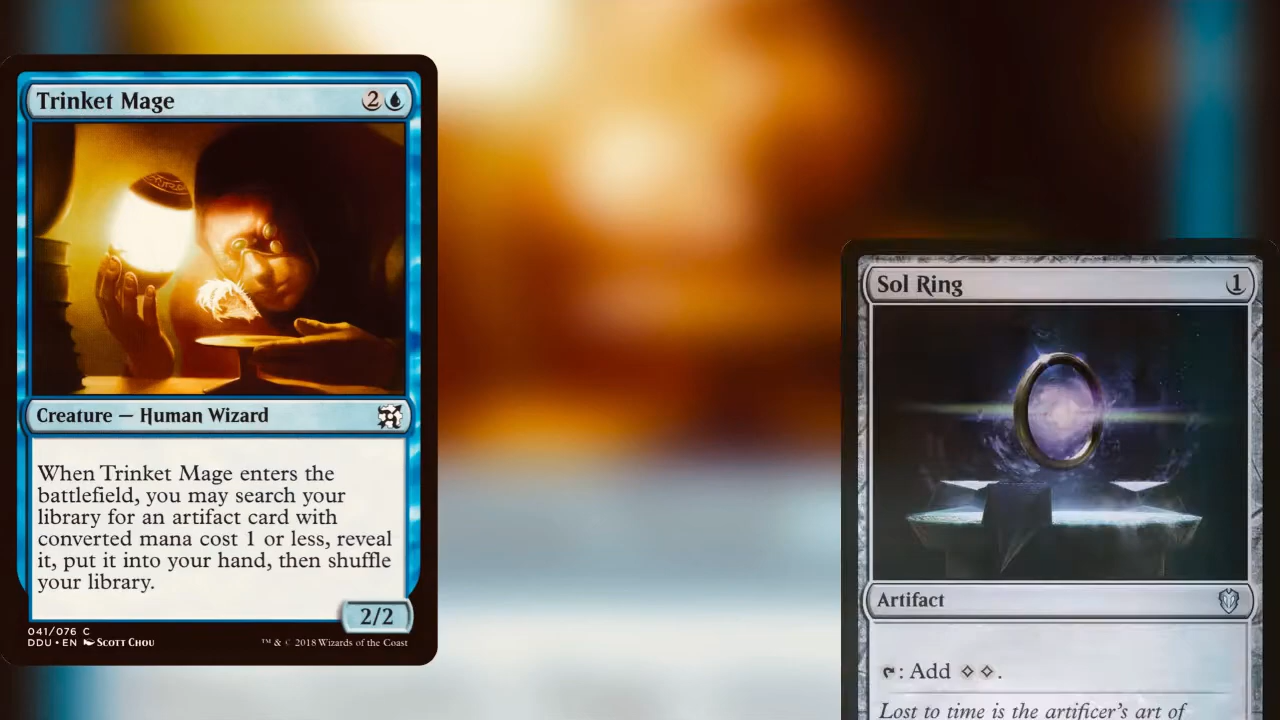 Trinket Mage 2
Creature — Human Wizard
When Trinket Mage enters the
battlefield, you may search your
library for an artifact card with
converted mana cost 1 or less, reveal
it, put it into your hand, then shuffle
your library.
2/2
041/076 C
DDU • EN Scott Chou
™ & © 2018 Wizards of the Coast
Sol Ring 1
Artifact
: Add .
Lost to time is the artificer's art of